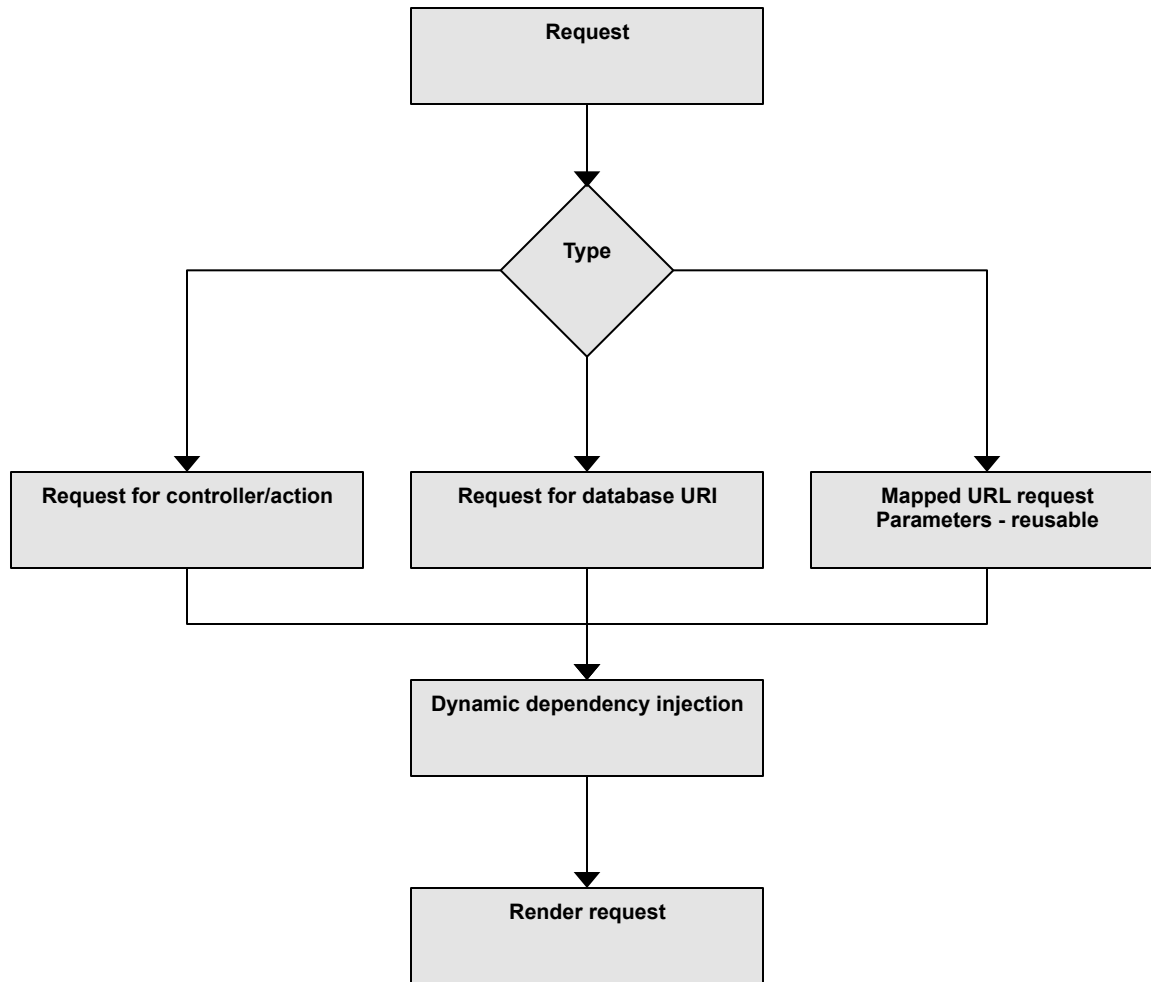 Request
Type
Request for controller/action
Request for database URI
Mapped URL request
Parameters - reusable
Dynamic dependency injection
Render request